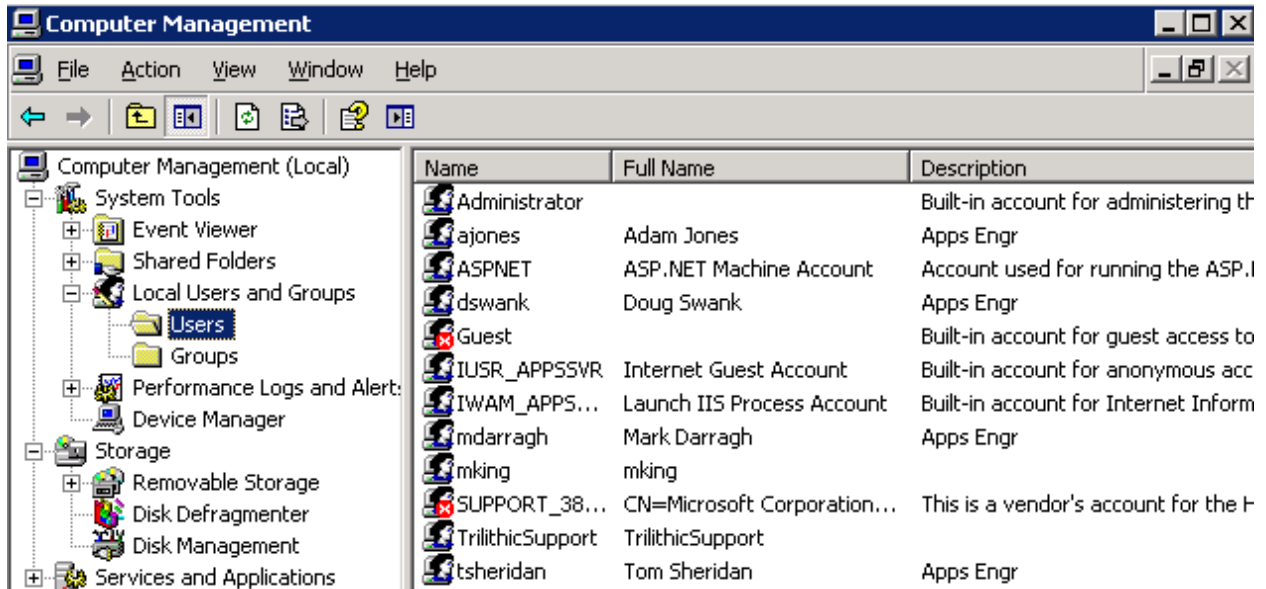 Computer Management
File Action View Window Help
Computer Management (Local)
System Tools
Event Viewer
Shared Folders
Local Users and Groups
Users
Groups
Performance Logs and Alert
Device Manager
Storage
Removable Storage
Disk Defragmenter
Disk Management
Services and Applications
Name Full Name Description
Administrator Built-in account for administering th
ajones Adam Jones Apps Engr
ASPNET ASP.NET Machine Account Account used for running the ASP.
dswank Doug Swank Apps Engr
Guest Built-in account for guest access to
IUSR_APPSSVR Internet Guest Account Built-in account for anonymous acc
IWAM_APPS... Launch IIS Process Account Built-in account for Internet Inform
mdarragh Mark Darragh Apps Engr
mking mking
SUPPORT_38... CN=Microsoft Corporation... This is a vendor's account for the H
TrilithicSupport TrilithicSupport
tsheridan Tom Sheridan Apps Engr